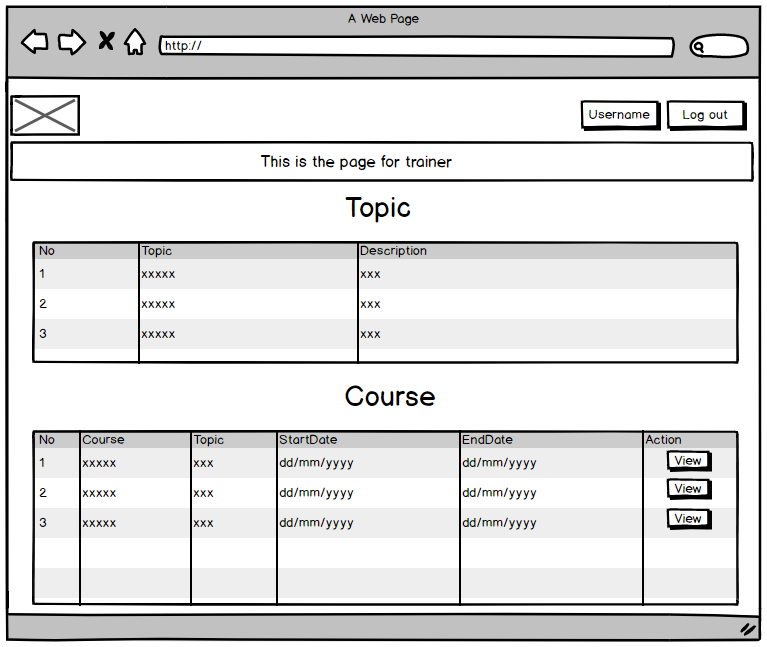 A Web Page
http://
Username Log out
This is the page for trainer
Topic
No Topic Description
1 xxxxx xxx
2 xxxxx xxx
3 xxxxx xxx
Course
No Course Topic StartDate EndDate Action
1 xxxxx xxx dd/mm/yyyy dd/mm/yyyy View
2 xxxxx xxx dd/mm/yyyy dd/mm/yyyy View
3 xxxxx xxx dd/mm/yyyy dd/mm/yyyy View